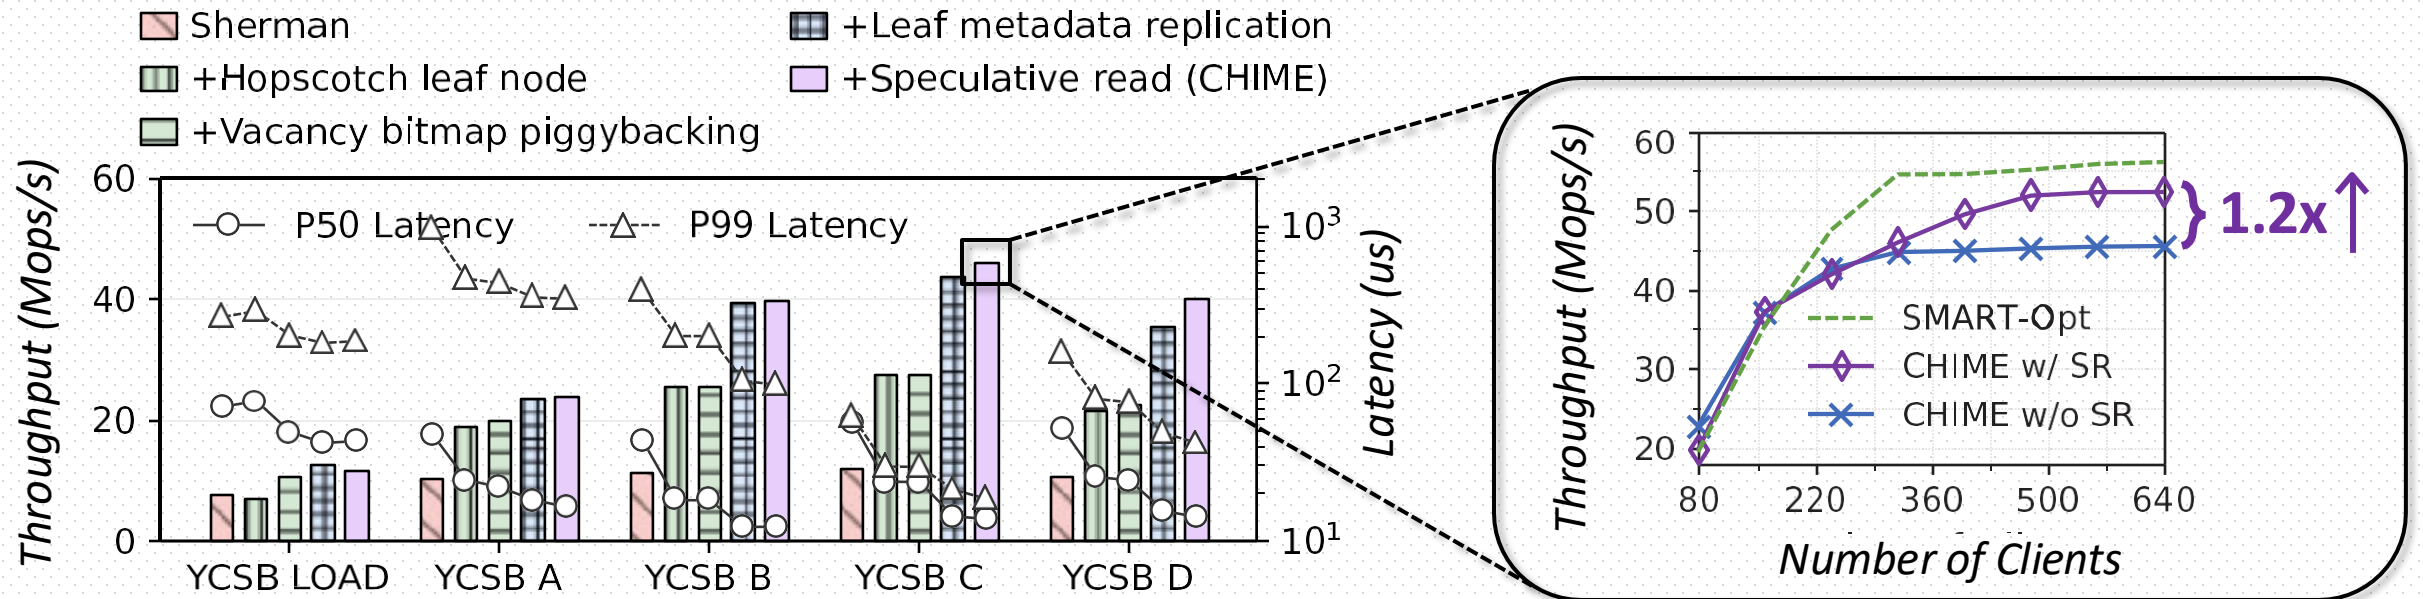 Sherman
+Hopscotch leaf node
+Vacancy bitmap piggybacking
+Leaf metadata replication
+Speculative read (CHIME)
Throughput (Mops/s)
60
40
20
0
P50 Latency
P99 Latency
10³
10²
10¹
Latency (us)
YCSB LOAD
YCSB A
YCSB B
YCSB C
YCSB D
Throughput (Mops/s)
60
50
40
30
20
SMART-Opt
CHIME w/ SR
CHIME w/o SR
80
220
360
500
640
Number of Clients
} 1.2x ↑